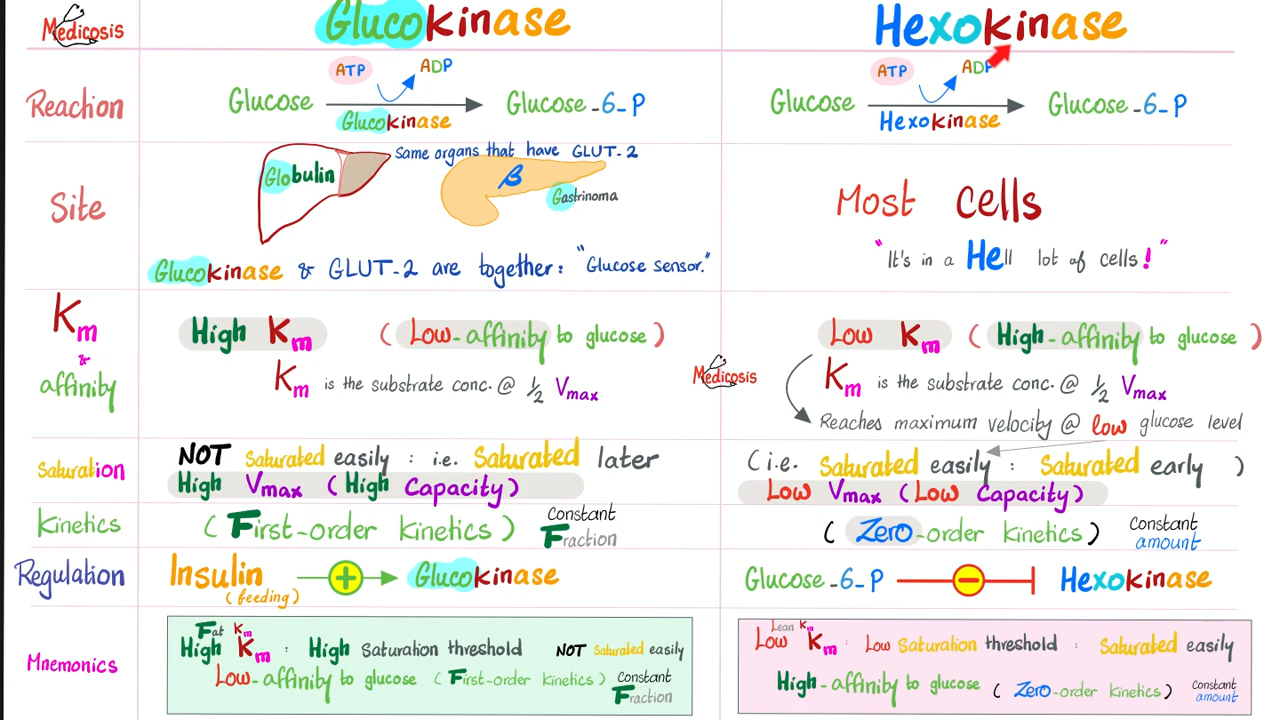 Medicosis
Glucokinase
Hexokinase
Reaction
ATP
ADP
Glucose
Glucose-6-P
Glucokinase
ATP
ADP
Glucose
Glucose-6-P
Hexokinase
Site
Same organs that have GLUT-2
Globulin
β
Gastrinoma
Glucokinase & GLUT-2 are together: "Glucose sensor."
Most cells
"It's in a Hell lot of cells!"
Km
&
affinity
High Km (Low-affinity to glucose)
Km is the substrate conc. @ 1/2 Vmax
Medicosis
Low Km (High-affinity to glucose)
Km is the substrate conc. @ 1/2 Vmax
Reaches maximum velocity @ low glucose level
Saturation
NOT Saturated easily : i.e. Saturated later
High Vmax (High Capacity)
(i.e. Saturated easily : Saturated early )
Low Vmax (Low Capacity)
Kinetics
(First-order kinetics) Constant
Fraction
(Zero-order kinetics) Constant
amount
Regulation
Insulin
(feeding)
+
Glucokinase
Glucose-6-P
−
Hexokinase
Mnemonics
Fat Km
High Km : High Saturation threshold NOT Saturated easily
Low-affinity to glucose (First-order kinetics) Constant
Fraction
Lean Km
Low Km : Low Saturation threshold : Saturated easily
High-affinity to glucose (Zero-order kinetics) Constant
amount